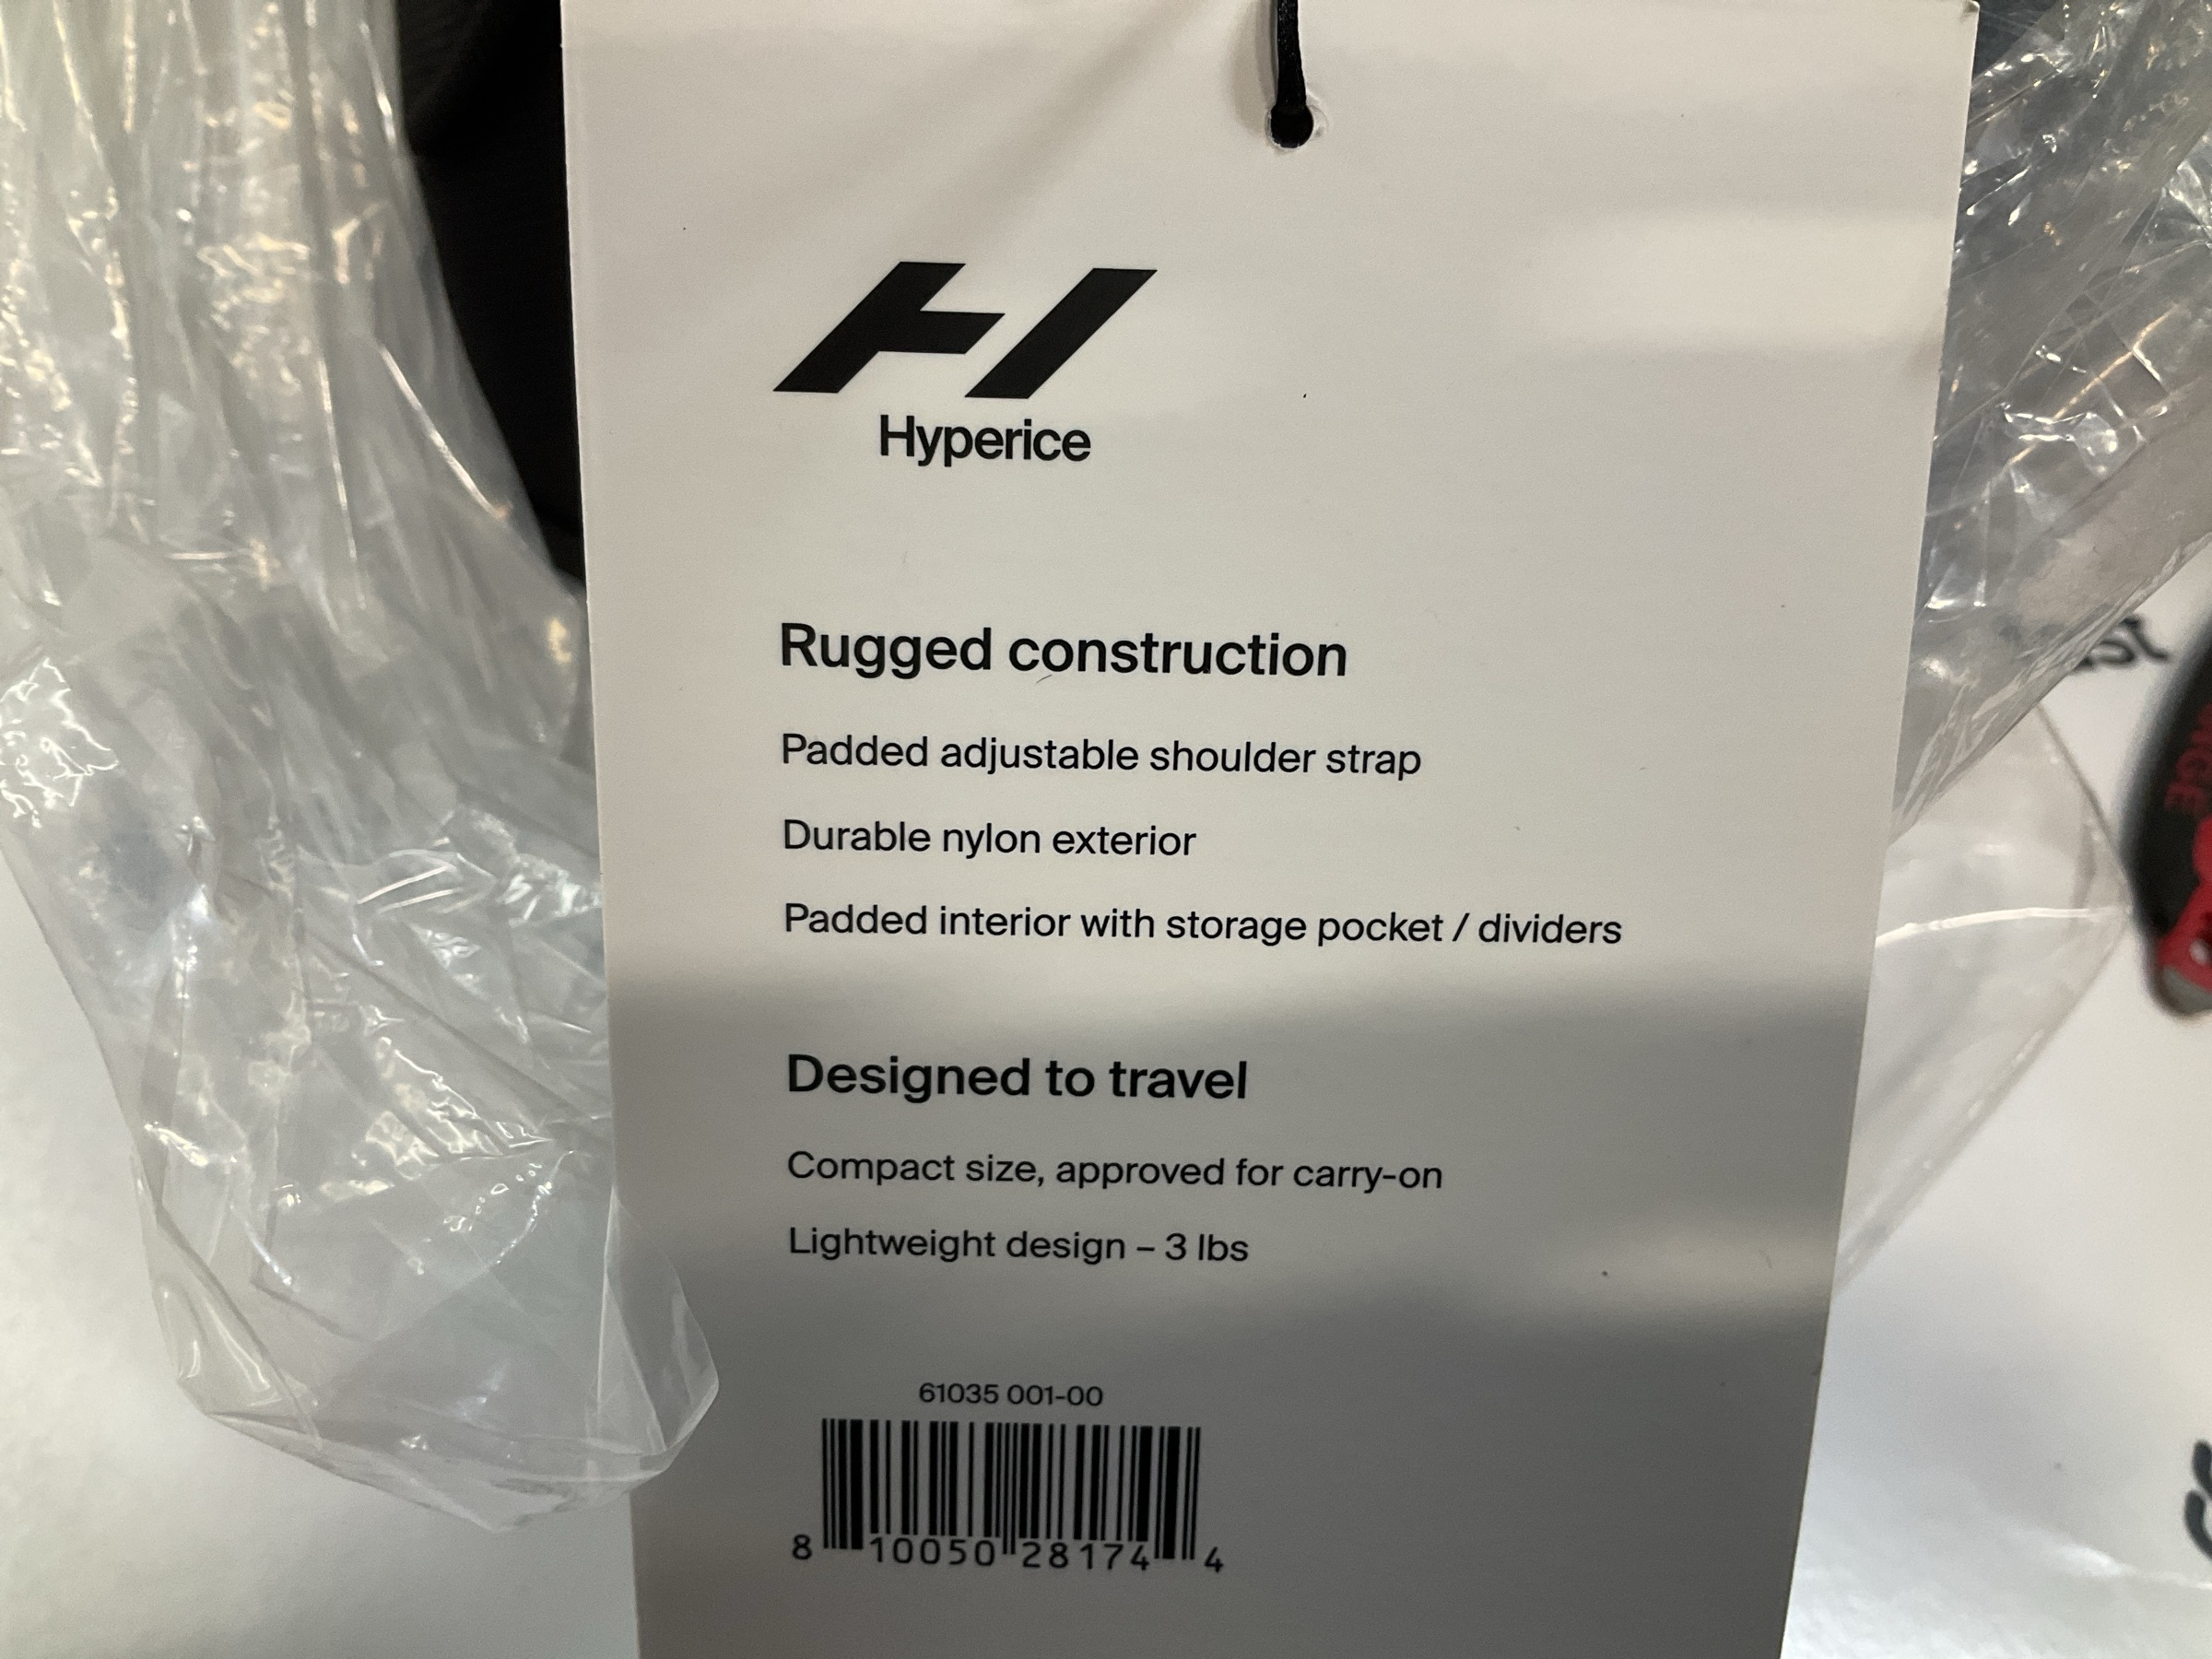 Hyperice
Rugged construction
Padded adjustable shoulder strap
Durable nylon exterior
Padded interior with storage pocket / dividers
Designed to travel
Compact size, approved for carry-on
Lightweight design – 3 lbs
61035 001-00
8 10050 28174 4